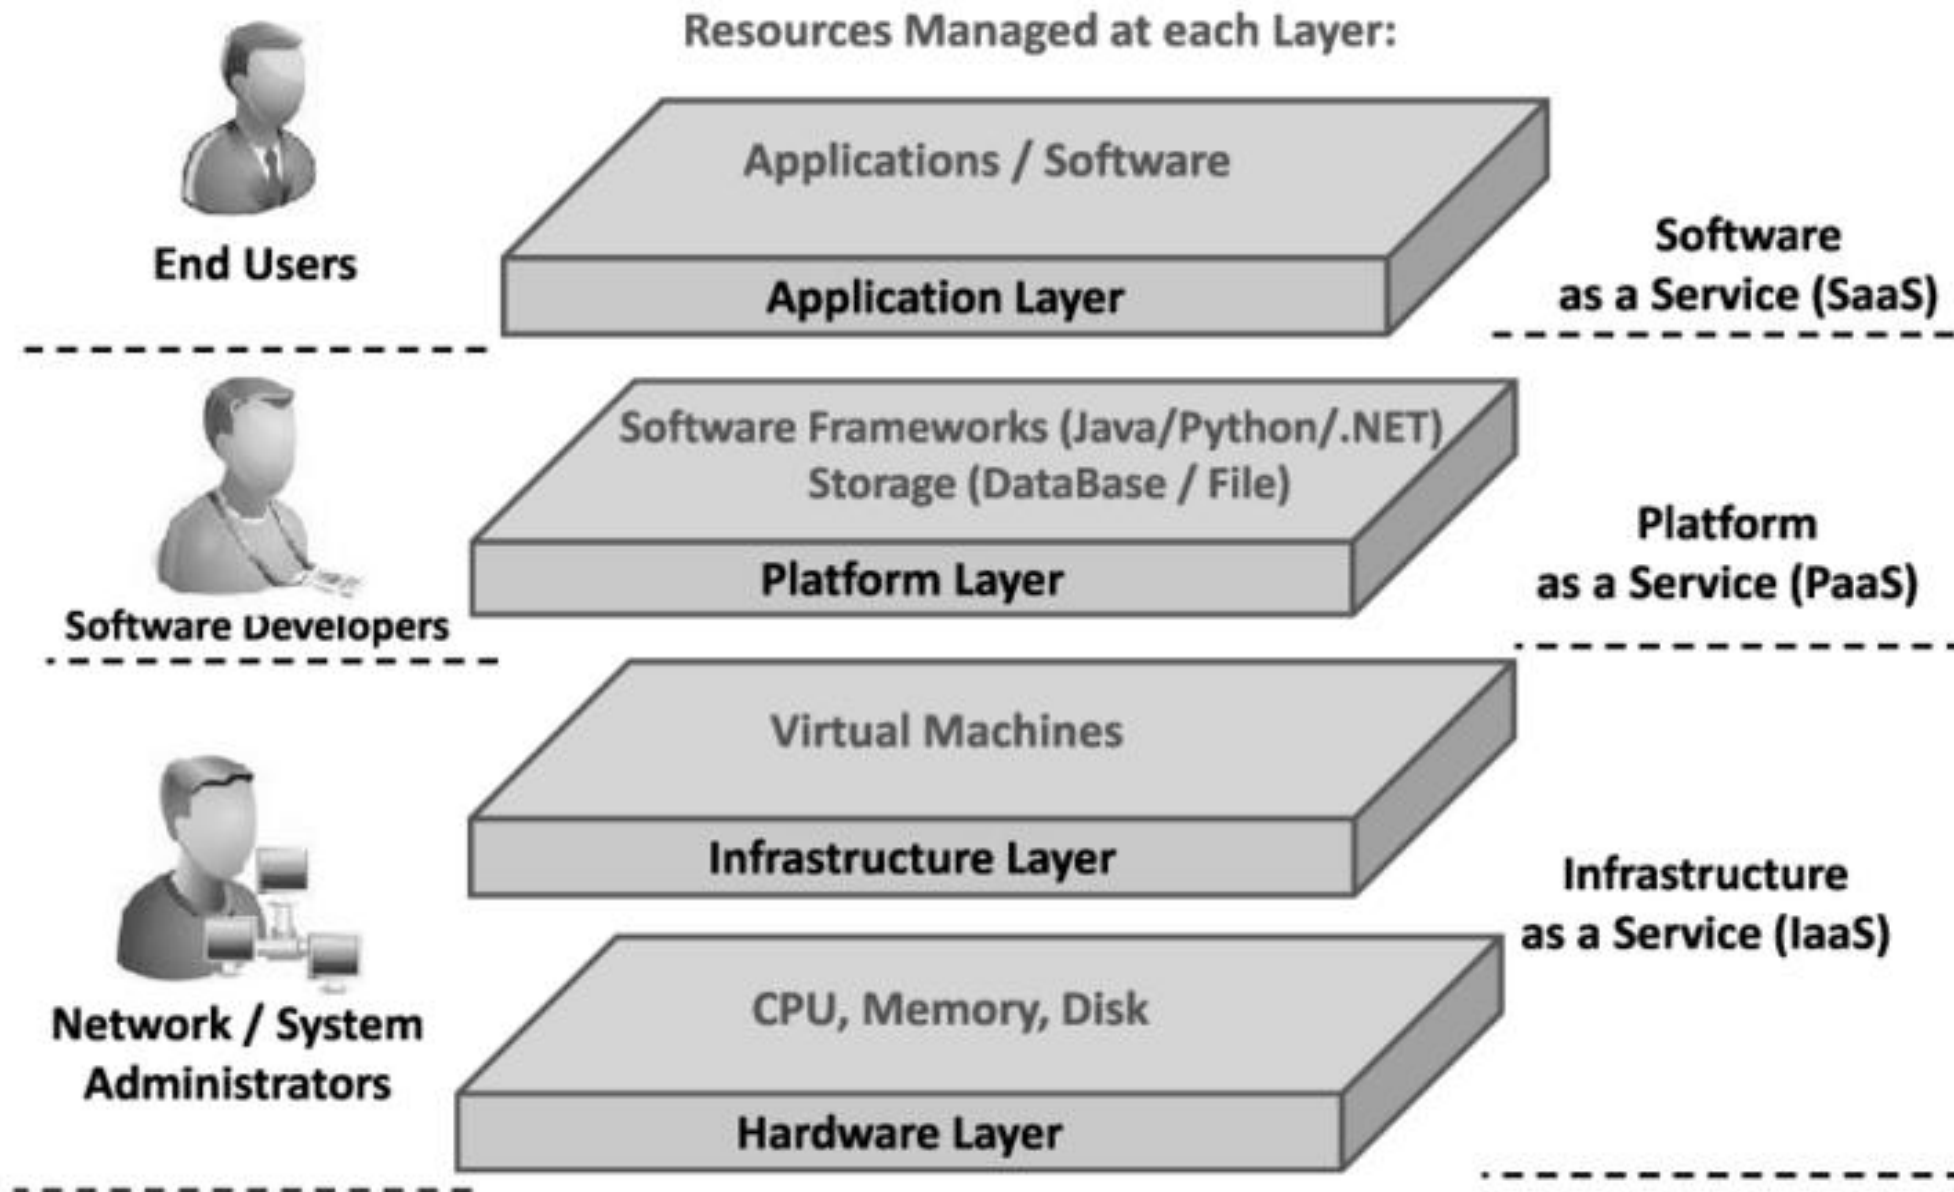 Resources Managed at each Layer:
Applications / Software
End Users
Application Layer
Software
as a Service (SaaS)
Software Frameworks (Java/Python/.NET)
Storage (DataBase / File)
Platform Layer
Platform
as a Service (PaaS)
Software Developers
Virtual Machines
Infrastructure Layer
Infrastructure
as a Service (IaaS)
CPU, Memory, Disk
Network / System
Administrators
Hardware Layer